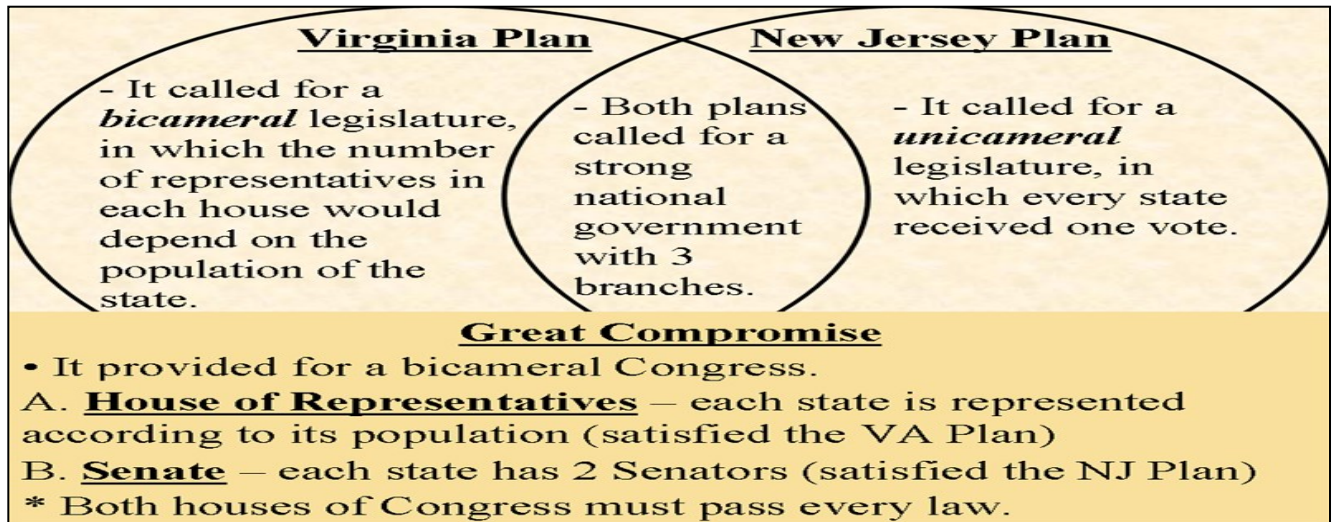 Virginia Plan
- It called for a
bicameral legislature,
in which the number
of representatives in
each house would
depend on the
population of the
state.
- Both plans
called for a
strong
national
government
with 3
branches.
New Jersey Plan
- It called for a
unicameral
legislature, in
which every state
received one vote.
Great Compromise
• It provided for a bicameral Congress.
A. House of Representatives – each state is represented
according to its population (satisfied the VA Plan)
B. Senate – each state has 2 Senators (satisfied the NJ Plan)
* Both houses of Congress must pass every law.